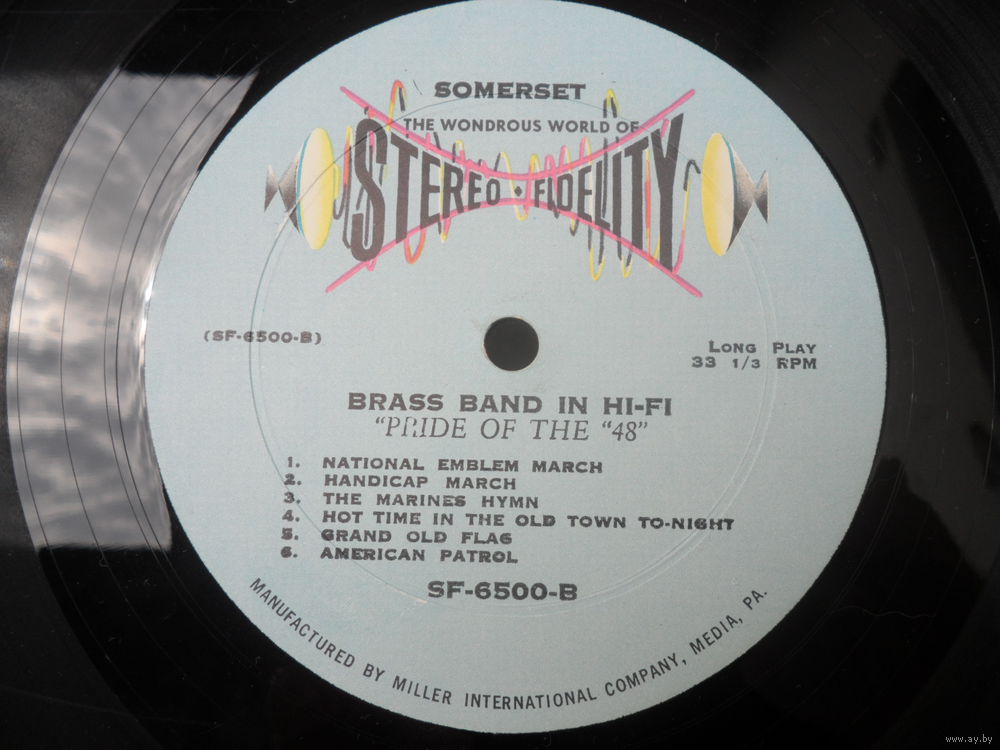 SOMERSET
THE WONDROUS WORLD OF
STEREO • FIDELITY
(SF-6500-B)
LONG PLAY
33 1/3 RPM
BRASS BAND IN HI-FI
"PRIDE OF THE "48"
1. NATIONAL EMBLEM MARCH
2. HANDICAP MARCH
3. THE MARINES HYMN
4. HOT TIME IN THE OLD TOWN TO-NIGHT
5. GRAND OLD FLAG
6. AMERICAN PATROL
SF-6500-B
MANUFACTURED BY MILLER INTERNATIONAL COMPANY, MEDIA, PA.
www.ay.by